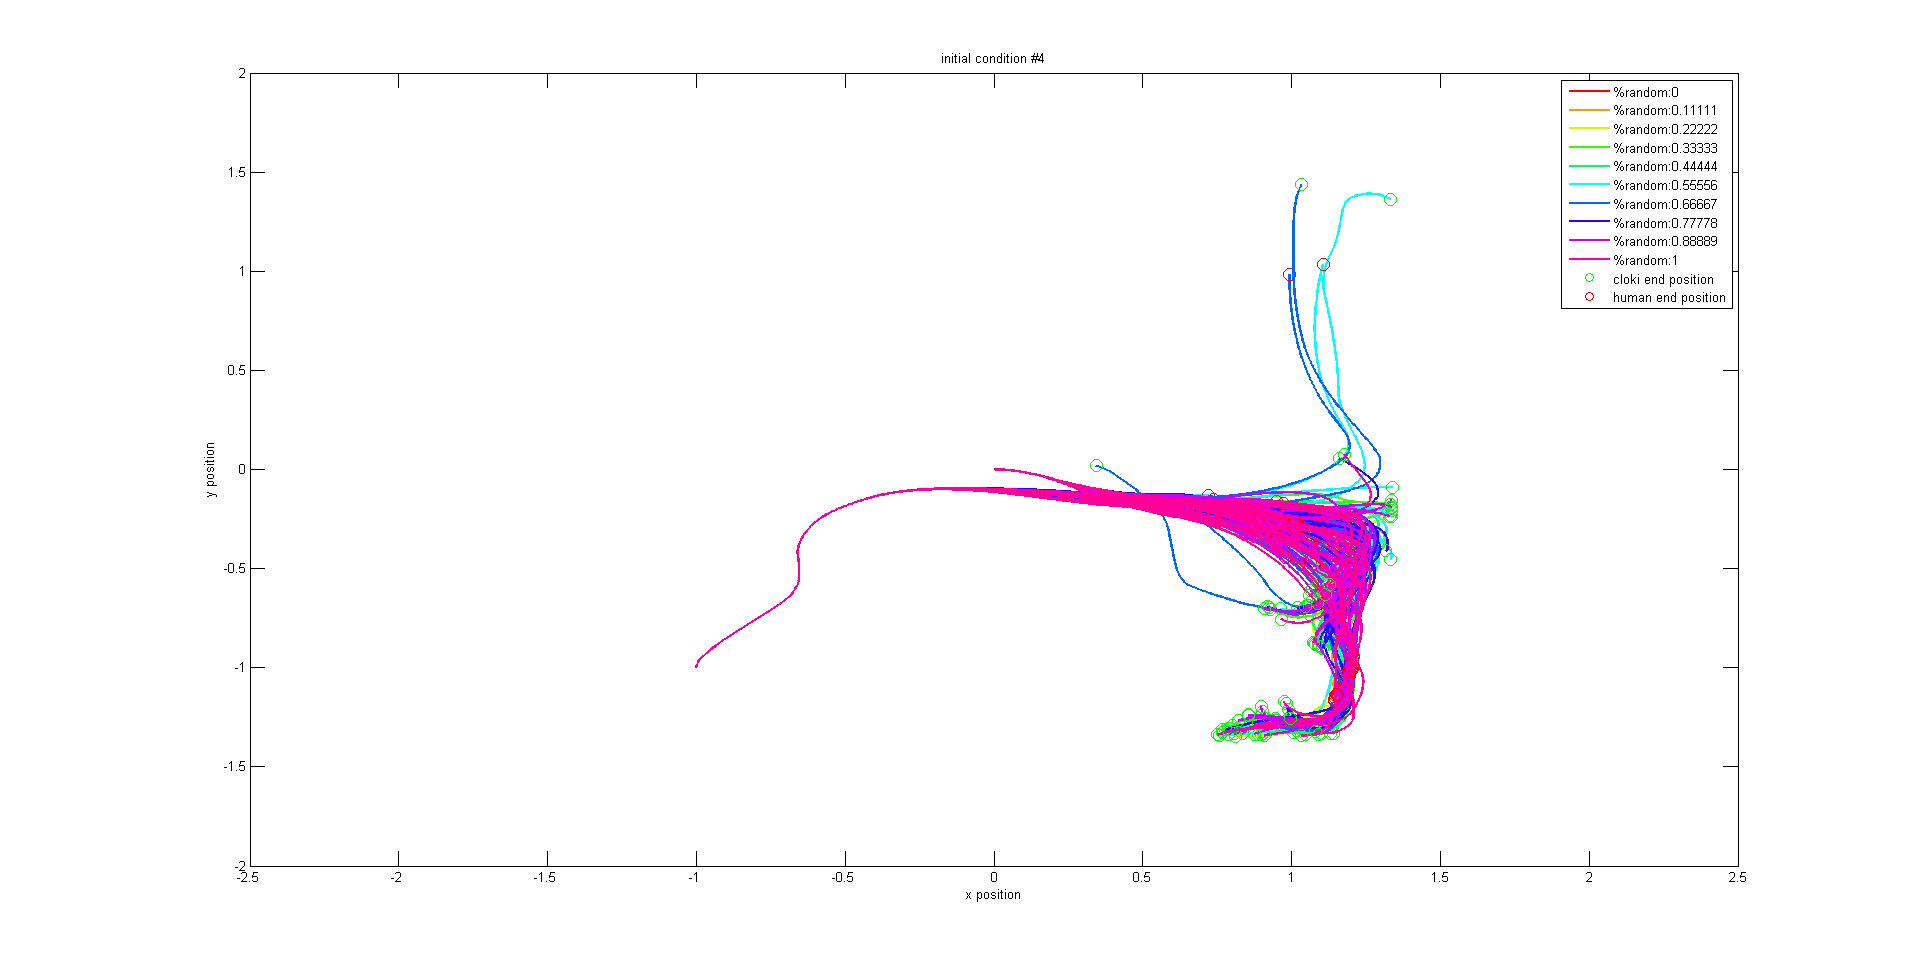 initial condition #4
2
1.5
1
0.5
0
-0.5
-1
-1.5
-2
y position
-2.5
-2
-1.5
-1
-0.5
0
0.5
1
1.5
2
2.5
x position
%random:0
%random:0.11111
%random:0.22222
%random:0.33333
%random:0.44444
%random:0.55556
%random:0.66667
%random:0.77778
%random:0.88889
%random:1
cloki end position
human end position